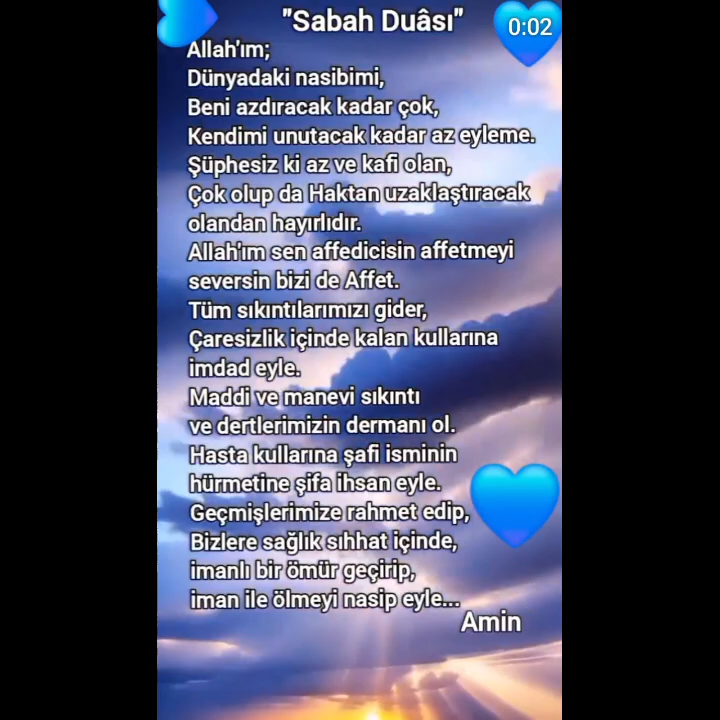 "Sabah Duâsı"
0:02
Allah'ım;
Dünyadaki nasibimi,
Beni azdıracak kadar çok,
Kendimi unutacak kadar az eyleme.
Şüphesiz ki az ve kafi olan,
Çok olup da Haktan uzaklaştıracak
olandan hayırlıdır.
Allah'ım sen affedicisin affetmeyi
seversin bizi de Affet.
Tüm sıkıntılarımızı gider,
Çaresizlik içinde kalan kullarına
imdad eyle.
Maddi ve manevi sıkıntı
ve dertlerimizin dermanı ol.
Hasta kullarına şafi isminin
hürmetine şifa ihsan eyle.
Geçmişlerimize rahmet edip,
Bizlere sağlık sıhhat içinde,
imanlı bir ömür geçirip,
iman ile ölmeyi nasip eyle...
Amin